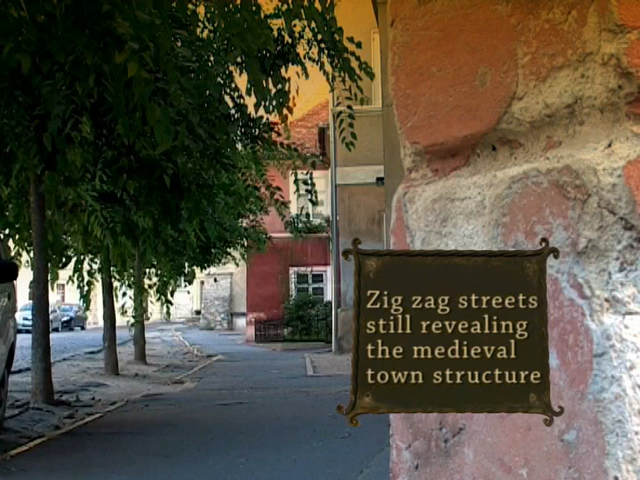 Zig zag streets
still revealing
the medieval
town structure